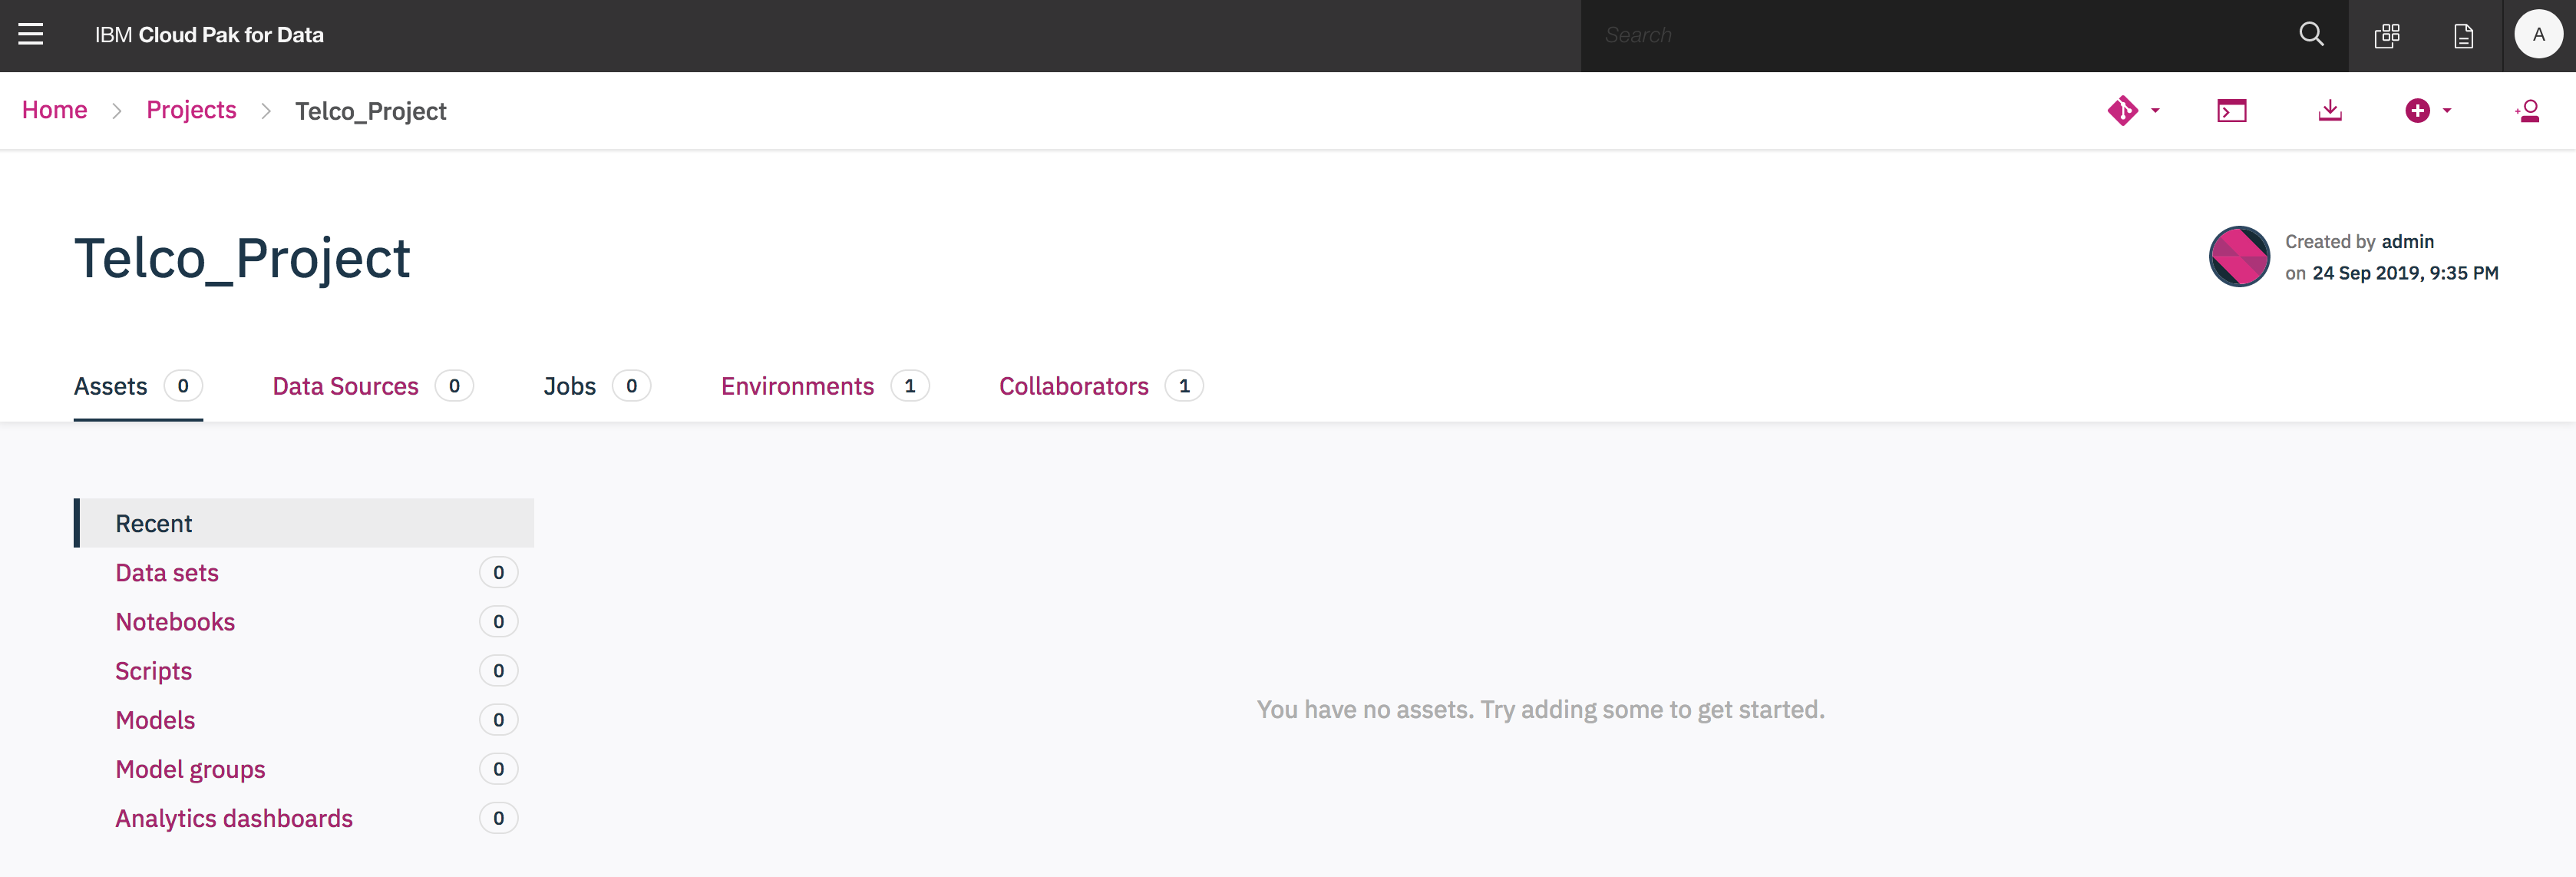 IBM Cloud Pak for Data
Search
A
Home
Projects
Telco_Project
Telco_Project
Created by admin
on 24 Sep 2019, 9:35 PM
Assets 0
Data Sources 0
Jobs 0
Environments 1
Collaborators 1
Recent
Data sets 0
Notebooks 0
Scripts 0
Models 0
Model groups 0
Analytics dashboards 0
You have no assets. Try adding some to get started.